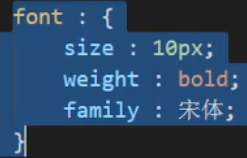 font : {
size : 10px;
weight : bold;
family : 宋体;
}